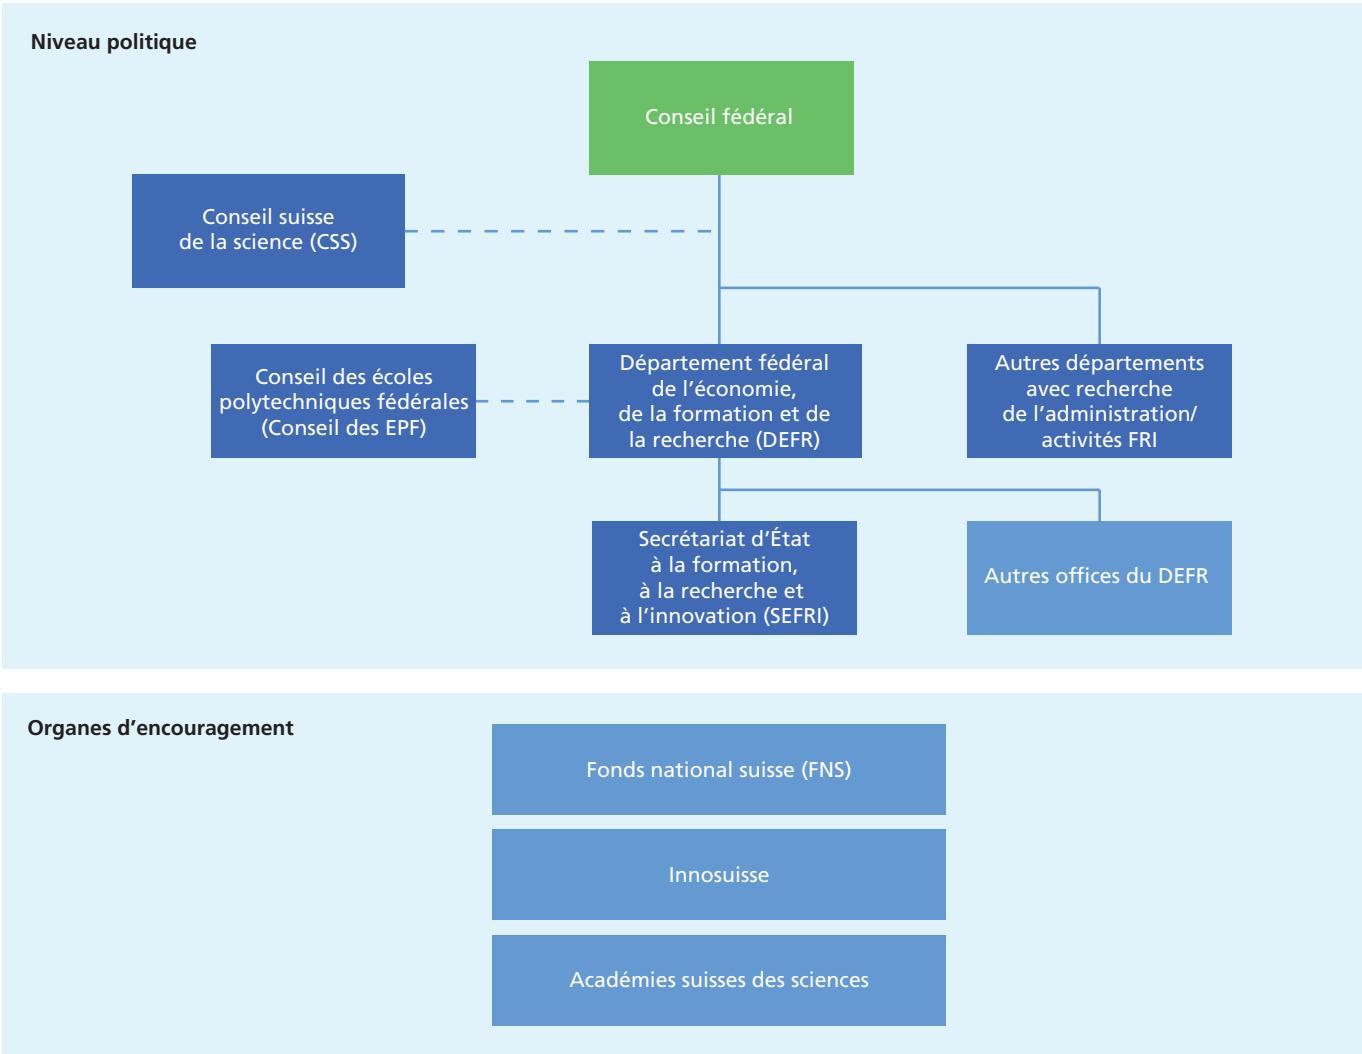 Niveau politique
Conseil fédéral
Conseil suisse
de la science (CSS)
Conseil des écoles
polytechniques fédérales
(Conseil des EPF)
Département fédéral
de l’économie,
de la formation et de
la recherche (DEFR)
Autres départements
avec recherche
de l’administration/
activités FRI
Secrétariat d’État
à la formation,
à la recherche et
à l’innovation (SEFRI)
Autres offices du DEFR
Organes d’encouragement
Fonds national suisse (FNS)
Innosuisse
Académies suisses des sciences